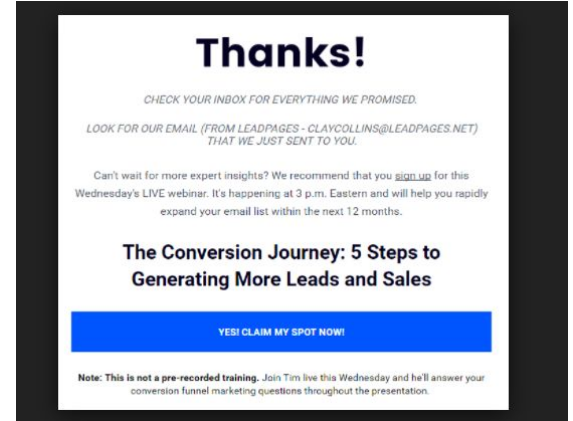 Thanks!
CHECK YOUR INBOX FOR EVERYTHING WE PROMISED.
LOOK FOR OUR EMAIL (FROM LEADPAGES - CLAYCOLLINS@LEADPAGES.NET)
THAT WE JUST SENT TO YOU.
Can't wait for more expert insights? We recommend that you sign up for this
Wednesday's LIVE webinar. It's happening at 3 p.m. Eastern and will help you rapidly
expand your email list within the next 12 months.
The Conversion Journey: 5 Steps to
Generating More Leads and Sales
YES! CLAIM MY SPOT NOW!
Note: This is not a pre-recorded training. Join Tim live this Wednesday and he'll answer your
conversion funnel marketing questions throughout the presentation.